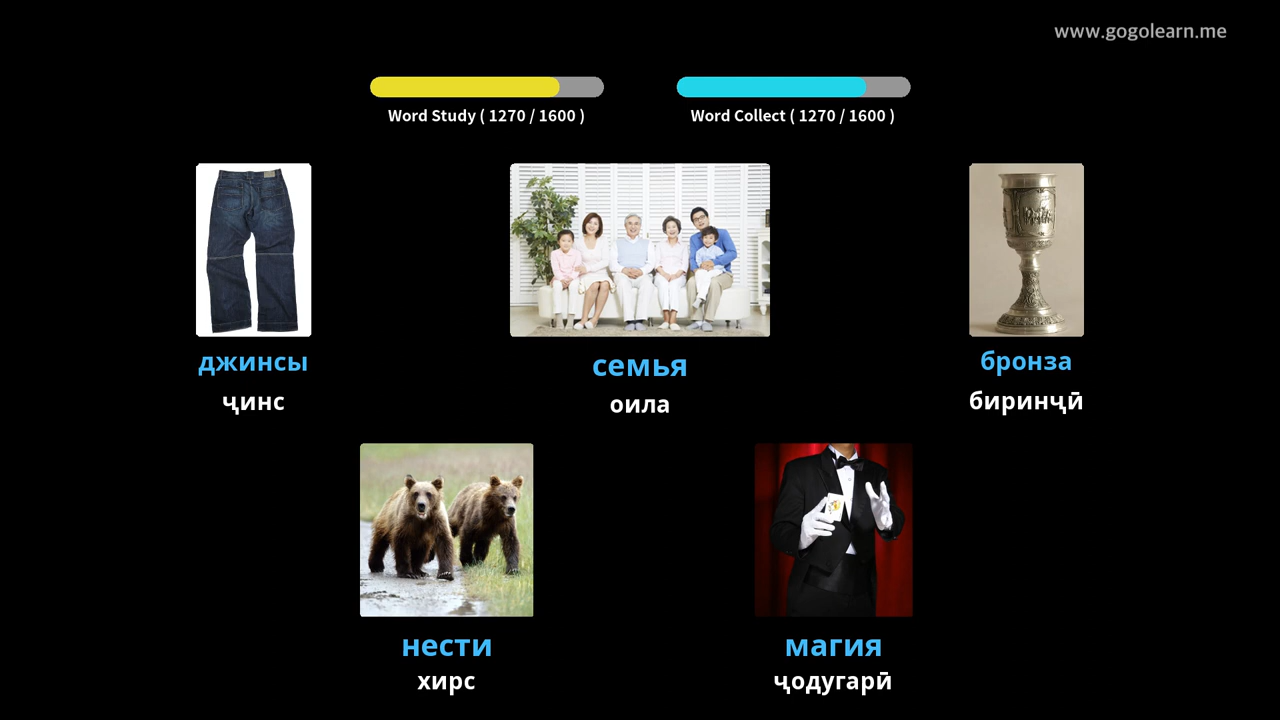 www.gogolearn.me
Word Study ( 1270 / 1600 )
Word Collect ( 1270 / 1600 )
джинсы
ҷинс
семья
оила
бронза
биринҷӣ
нести
хирс
магия
ҷодугарӣ